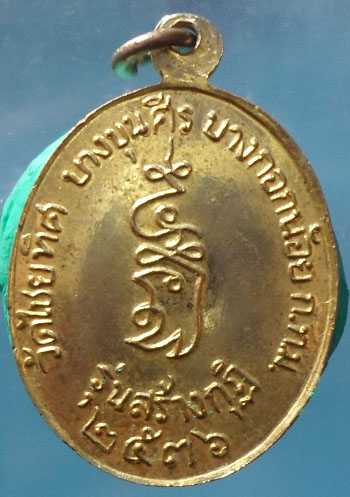 วัดไชยทิศ บางขุนศีร บางกอกน้อย ก.ท.ม.
รุ่นสร้างกุฏิ
๒๕๓๖